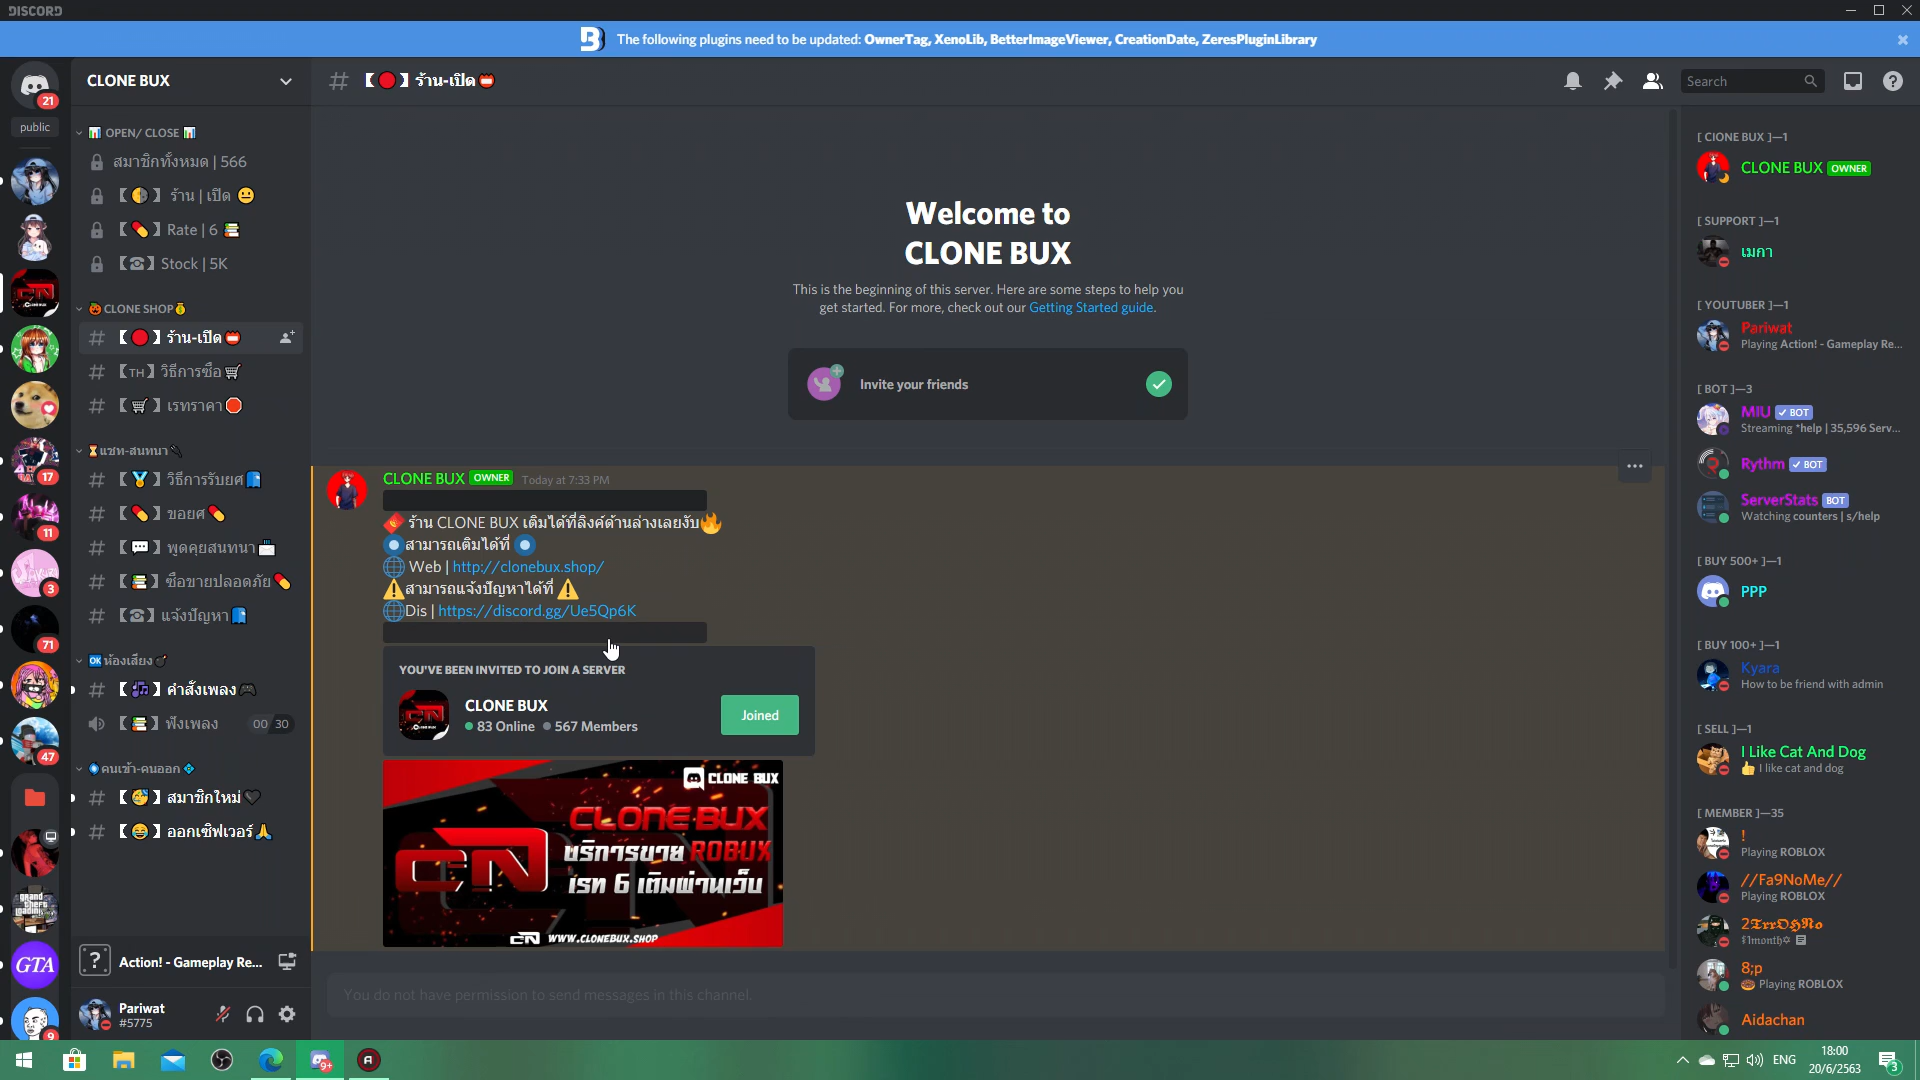 DISCORD
The following plugins need to be updated: OwnerTag, XenoLib, BetterImageViewer, CreationDate, ZeresPluginLibrary
21
public
17
11
3
71
47
GTA
9
CLONE BUX
OPEN/ CLOSE
สมาชิกทั้งหมด | 566
【🌗】 ร้าน | เปิด 😐
【💊】 Rate | 6 📚
【☎】 Stock | 5K
🎃CLONE SHOP💰
【🔴】ร้าน-เปิด📛
【TH】วิธีการซื้อ🛒
【🛒】เรทราคา🛑
⏳แชท-สนทนา
【🏅】วิธีการรับยศ📘
【💊】ขอยศ💊
【💬】พูดคุยสนทนา📩
【📚】ซื้อขายปลอดภัย💊
【☎】แจ้งปัญหา📘
🆗ห้องเสียง💣
【🎶】คำสั่งเพลง🎮
【📚】ฟังเพลง 00 30
คนเข้า-คนออก💠
【🥳】สมาชิกใหม่🖤
【😄】ออกเซิฟเวอร์🙏
Action! - Gameplay Re...
Pariwat
#5775
【🔴】ร้าน-เปิด📛
Search
Welcome to
CLONE BUX
This is the beginning of this server. Here are some steps to help you
get started. For more, check out our Getting Started guide.
Invite your friends
CLONE BUX OWNER Today at 7:33 PM
🧧 ร้าน CLONE BUX เติมได้ที่ลิงค์ด้านล่างเลยงับ🔥
สามารถเติมได้ที่
🌐 Web | http://clonebux.shop/
⚠สามารถแจ้งปัญหาได้ที่ ⚠
🌐Dis | https://discord.gg/Ue5Qp6K
YOU'VE BEEN INVITED TO JOIN A SERVER
CLONE BUX
83 Online 567 Members
Joined
CLONE BUX
CLONE BUX
CN
บริการขาย ROBUX
เรท 6 เติมผ่านเว็บ
CN WWW.CLONEBUX.SHOP
You do not have permission to send messages in this channel.
[ ClONE BUX ]—1
CLONE BUX OWNER
[ SUPPORT ]—1
เมกา
[ YOUTUBER ]—1
Pariwat
Playing Action! - Gameplay Re...
[ BOT ]—3
MIU ✓ BOT
Streaming *help | 35,596 Serv...
Rythm ✓ BOT
ServerStats BOT
Watching counters | s/help
[ BUY 500+ ]—1
PPP
[ BUY 100+ ]—1
Kyara
How to be friend with admin
[ SELL ]—1
I Like Cat And Dog
👍 I like cat and dog
[ MEMBER ]—35
!
Playing ROBLOX
//Fa9NoMe//
Playing ROBLOX
8;p
🍩 Playing ROBLOX
Aidachan
9+
ENG
18:00
20/6/2563
3